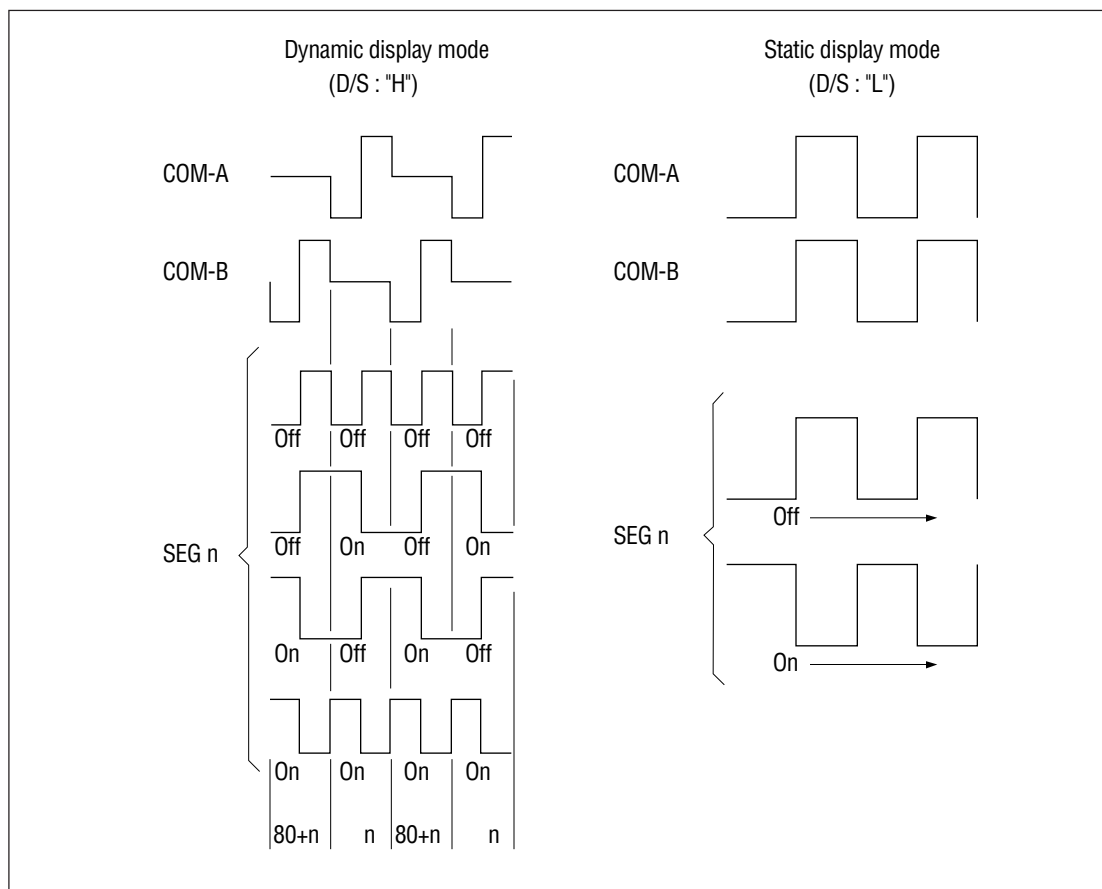 Dynamic display mode
(D/S : "H")
COM-A
COM-B
SEG n
Off Off Off Off
Off On Off On
On Off On Off
On On On On
80+n n 80+n n
Static display mode
(D/S : "L")
COM-A
COM-B
SEG n
Off
On